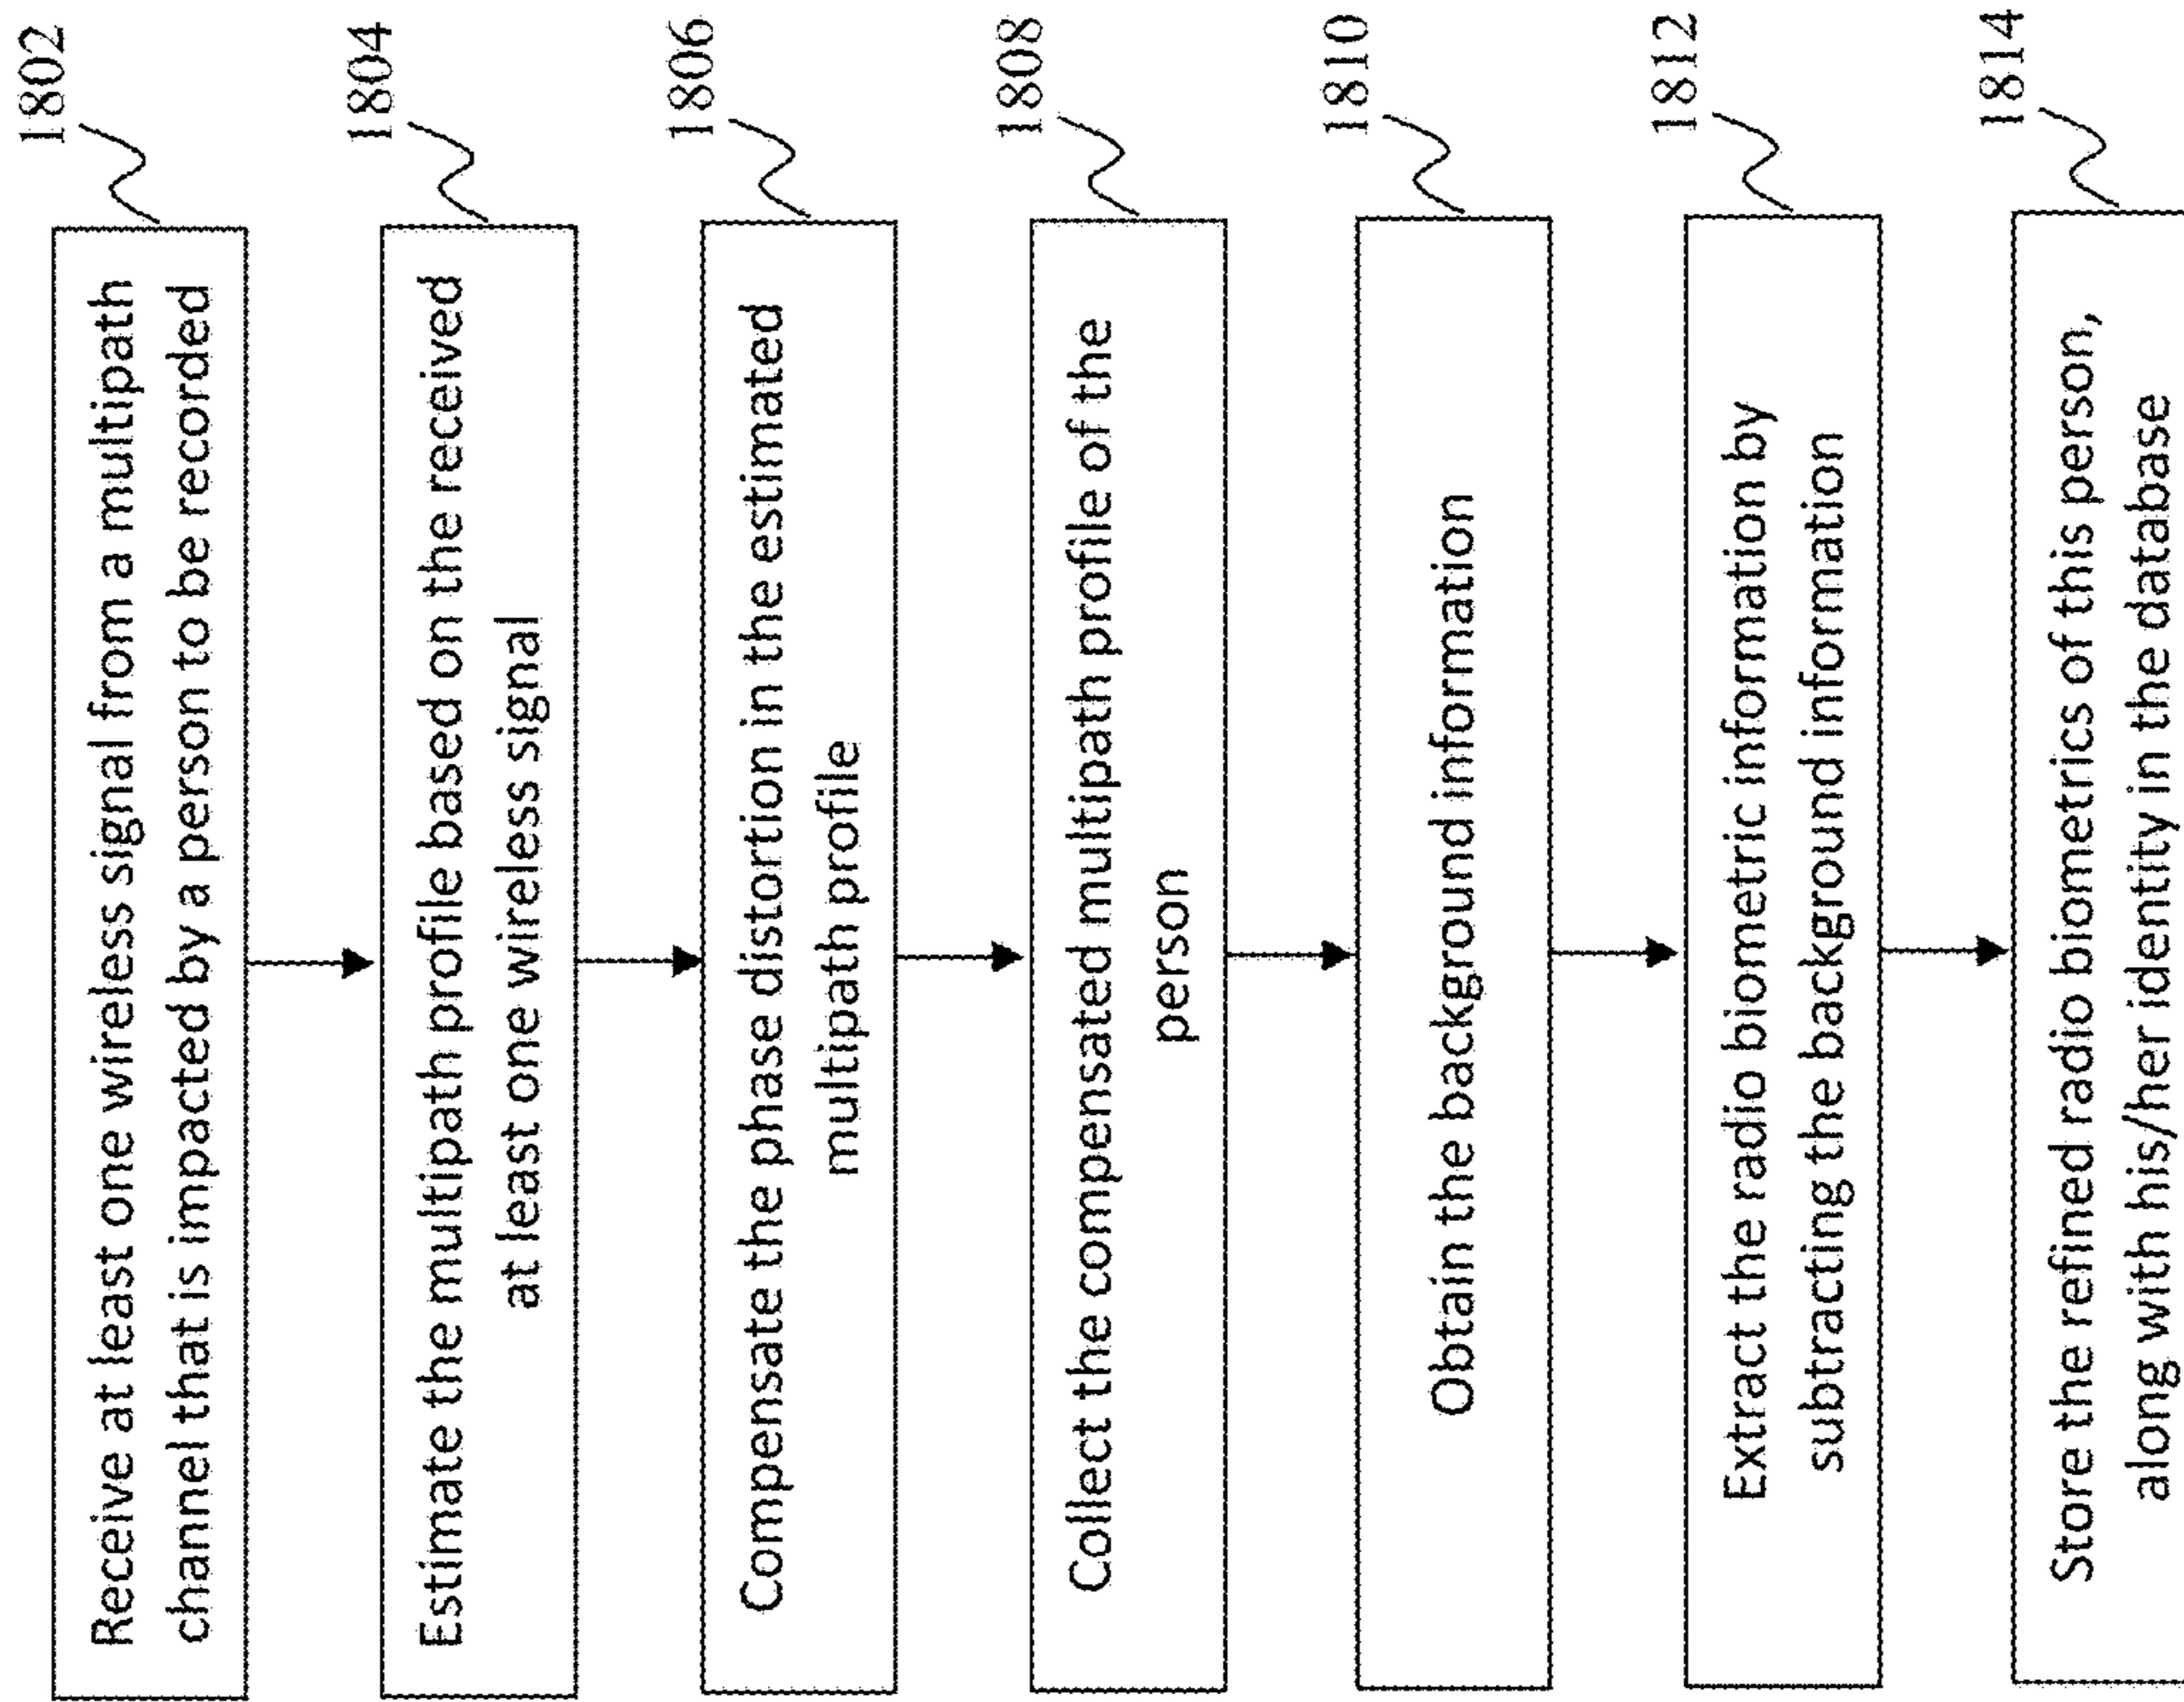 1802
Receive at least one wireless signal from a multipath
channel that is impacted by a person to be recorded
1804
Estimate the multipath profile based on the received
at least one wireless signal
1806
Compensate the phase distortion in the estimated
multipath profile
1808
Collect the compensated multipath profile of the
person
1810
Obtain the background information
1812
Extract the radio biometric information by
subtracting the background information
1814
Store the refined radio biometrics of this person,
along with his/her identity in the database